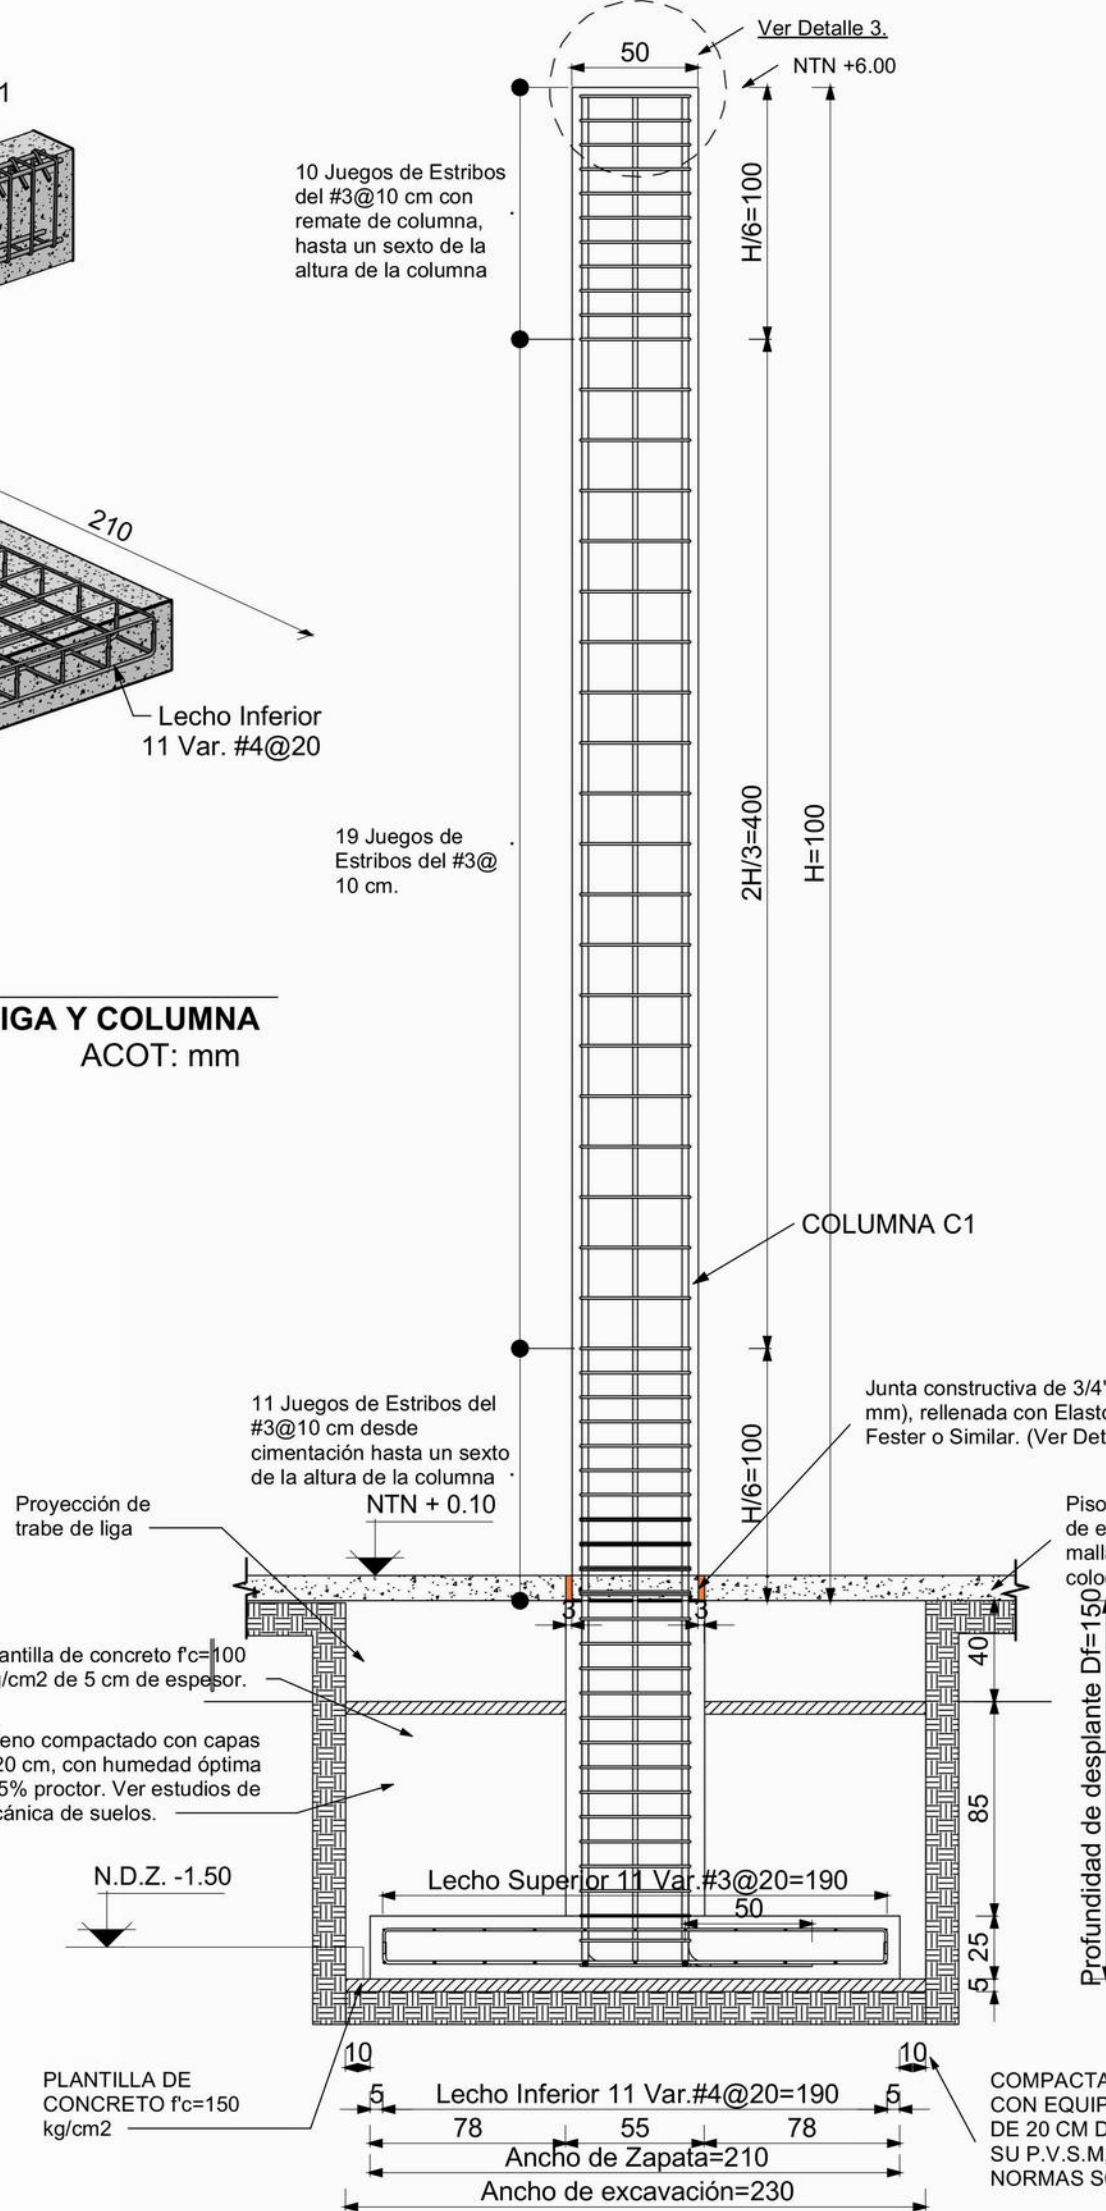 Ver Detalle 3.
50
NTN +6.00
1
10 Juegos de Estribos
del #3@10 cm con
remate de columna,
hasta un sexto de la
altura de la columna
H/6=100
210
Lecho Inferior
11 Var. #4@20
19 Juegos de
Estribos del #3@
10 cm.
2H/3=400
H=100
IGA Y COLUMNA
ACOT: mm
COLUMNA C1
11 Juegos de Estribos del
#3@10 cm desde
cimentación hasta un sexto
de la altura de la columna
H/6=100
Junta constructiva de 3/4"
mm), rellenada con Elasto
Fester o Similar. (Ver Det
NTN + 0.10
Proyección de
trabe de liga
Piso
de e
malla
colo
3
3
antilla de concreto f'c=100
g/cm2 de 5 cm de espesor.
40
eno compactado con capas
20 cm, con humedad óptima
5% proctor. Ver estudios de
cánica de suelos.
85
Profundidad de desplante Df=150
N.D.Z. -1.50
Lecho Superior 11 Var.#3@20=190
50
25
5
10
10
PLANTILLA DE
CONCRETO f'c=150
kg/cm2
5
Lecho Inferior 11 Var.#4@20=190
5
78
55
78
Ancho de Zapata=210
Ancho de excavación=230
COMPACTA
CON EQUIP
DE 20 CM D
SU P.V.S.M,
NORMAS S